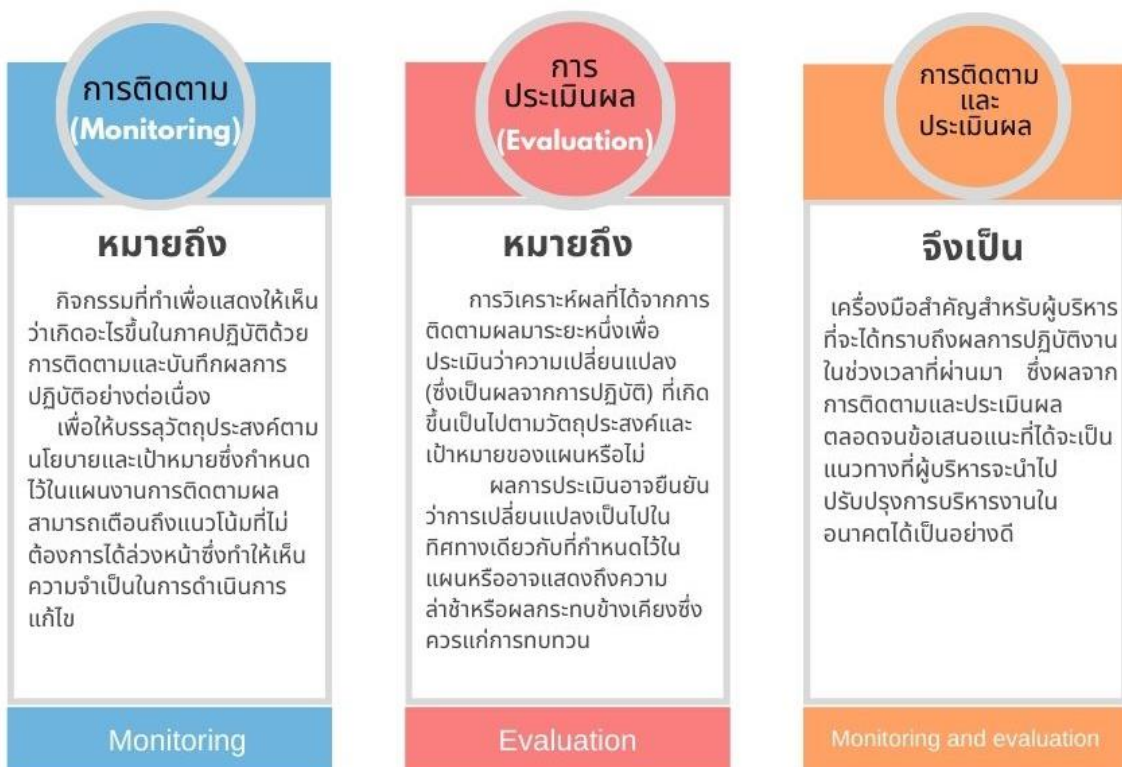 การติดตาม
(Monitoring)
หมายถึง
กิจกรรมที่ทำเพื่อแสดงให้เห็น
ว่าเกิดอะไรขึ้นในภาคปฏิบัติด้วย
การติดตามและบันทึกผลการ
ปฏิบัติอย่างต่อเนื่อง
เพื่อให้บรรลุวัตถุประสงค์ตาม
นโยบายและเป้าหมายซึ่งกำหนด
ไว้ในแผนงานการติดตามผล
สามารถเตือนถึงแนวโน้มที่ไม่
ต้องการได้ล่วงหน้าซึ่งทำให้เห็น
ความจำเป็นในการดำเนินการ
แก้ไข
Monitoring
การ
ประเมินผล
(Evaluation)
หมายถึง
การวิเคราะห์ผลที่ได้จากการ
ติดตามผลมาระยะหนึ่งเพื่อ
ประเมินว่าความเปลี่ยนแปลง
(ซึ่งเป็นผลจากการปฏิบัติ) ที่เกิด
ขึ้นเป็นไปตามวัตถุประสงค์และ
เป้าหมายของแผนหรือไม่
ผลการประเมินอาจยืนยัน
ว่าการเปลี่ยนแปลงเป็นไปใน
ทิศทางเดียวกับที่กำหนดไว้ใน
แผนหรืออาจแสดงถึงความ
ล่าช้าหรือผลกระทบข้างเคียงซึ่ง
ควรแก่การทบทวน
Evaluation
การติดตาม
และ
ประเมินผล
จึงเป็น
เครื่องมือสำคัญสำหรับผู้บริหาร
ที่จะได้ทราบถึงผลการปฏิบัติงาน
ในช่วงเวลาที่ผ่านมา ซึ่งผลจาก
การติดตามและประเมินผล
ตลอดจนข้อเสนอแนะที่ได้จะเป็น
แนวทางที่ผู้บริหารจะนำไป
ปรับปรุงการบริหารงานใน
อนาคตได้เป็นอย่างดี
Monitoring and evaluation